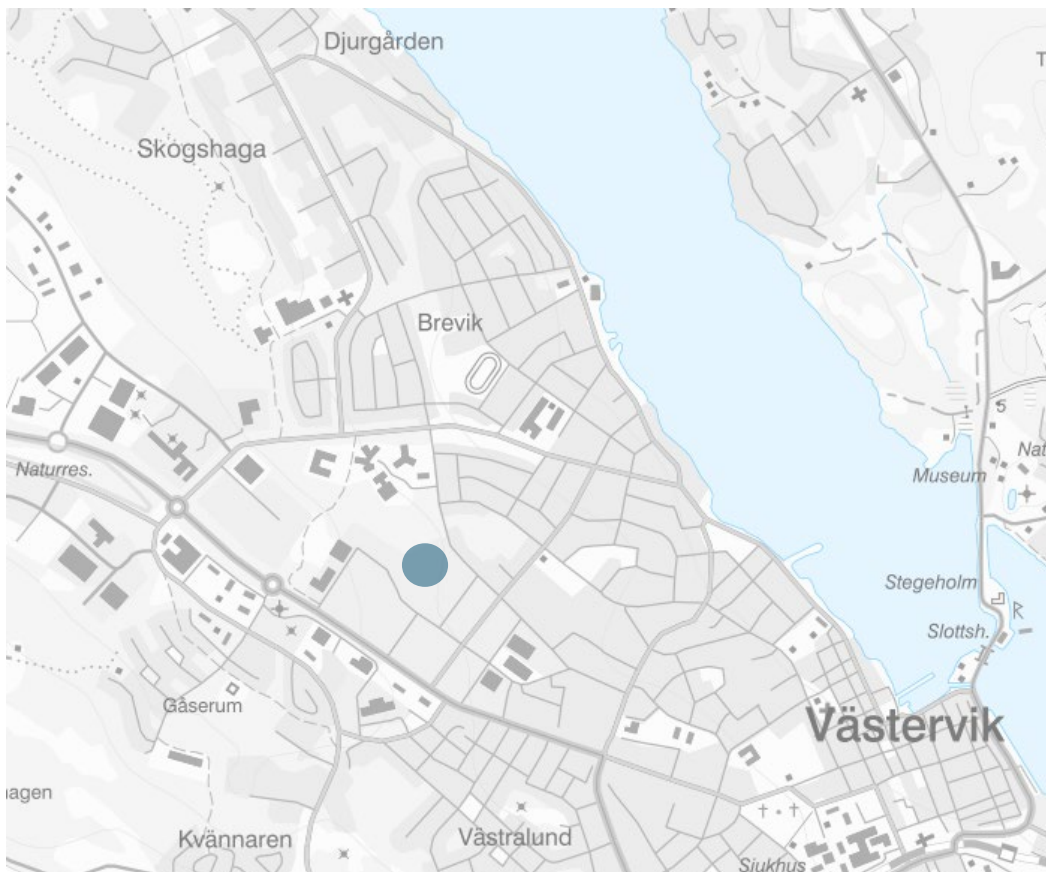 Djurgården
T
Skogshaga
Brevik
5
Naturres.
Museum
Nat
Stegeholm
Slottsh.
Gåserum
Västervik
agen
Kvännaren
Västralund
Sjukhus